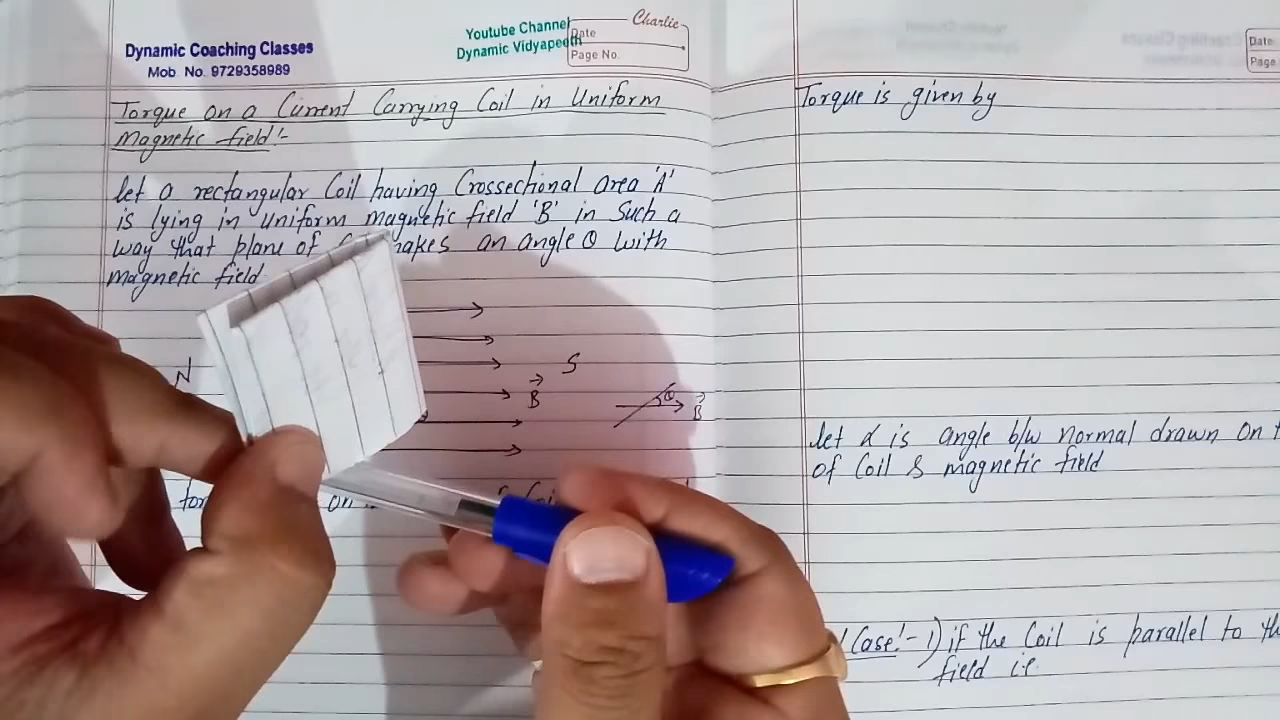 Dynamic Coaching Classes
Mob. No. 9729358989
Youtube Channel
Dynamic Vidyapeeth
Charlie
Date
Page No.
Torque on a Current Carrying Coil in Uniform
Magnetic field:-
let a rectangular Coil having Crossectional area 'A'
is lying in uniform magnetic field 'B' in Such a
way that plane of makes an angle θ with
magnetic field
N
S
B
θ
B
on
Torque is given by
let α is angle b/w normal drawn on
of Coil & magnetic field
Case:- 1) if the Coil is parallel to the
field i.e.
Date
Page